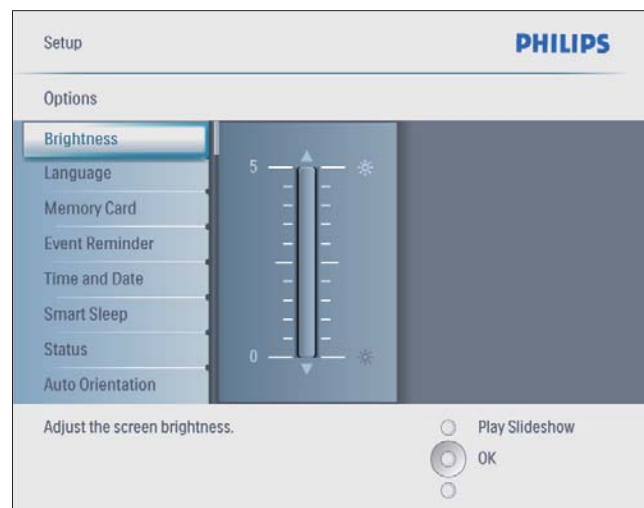 Setup
PHILIPS
Options
Brightness
Language
Memory Card
Event Reminder
Time and Date
Smart Sleep
Status
Auto Orientation
5
0
Adjust the screen brightness.
Play Slideshow
OK